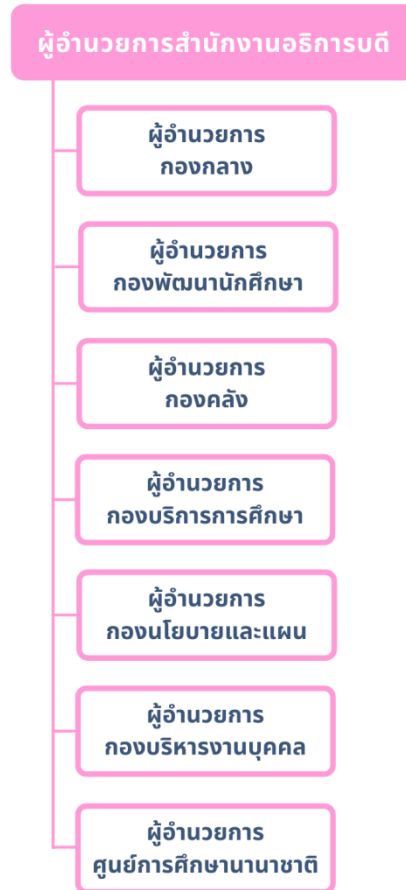 ผู้อำนวยการสำนักงานอธิการบดี
ผู้อำนวยการ
กองกลาง
ผู้อำนวยการ
กองพัฒนานักศึกษา
ผู้อำนวยการ
กองคลัง
ผู้อำนวยการ
กองบริการการศึกษา
ผู้อำนวยการ
กองนโยบายและแผน
ผู้อำนวยการ
กองบริหารงานบุคคล
ผู้อำนวยการ
ศูนย์การศึกษานานาชาติ